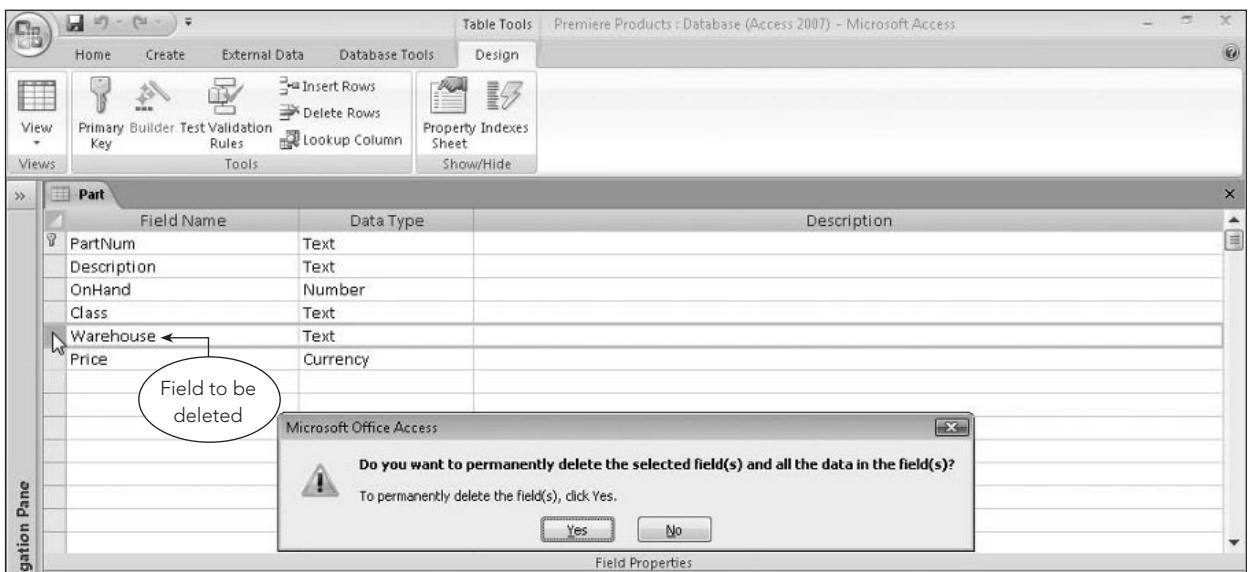 Table Tools Premiere Products : Database (Access 2007) - Microsoft Access
Home Create External Data Database Tools Design
View
Primary Key
Builder
Test Validation Rules
Insert Rows
Delete Rows
Lookup Column
Property Sheet
Indexes
Views Tools Show/Hide
Part
Field Name Data Type Description
PartNum Text
Description Text
OnHand Number
Class Text
Warehouse Text
Price Currency
Field to be
deleted
Microsoft Office Access
Do you want to permanently delete the selected field(s) and all the data in the field(s)?
To permanently delete the field(s), click Yes.
Yes No
gation Pane
Field Properties